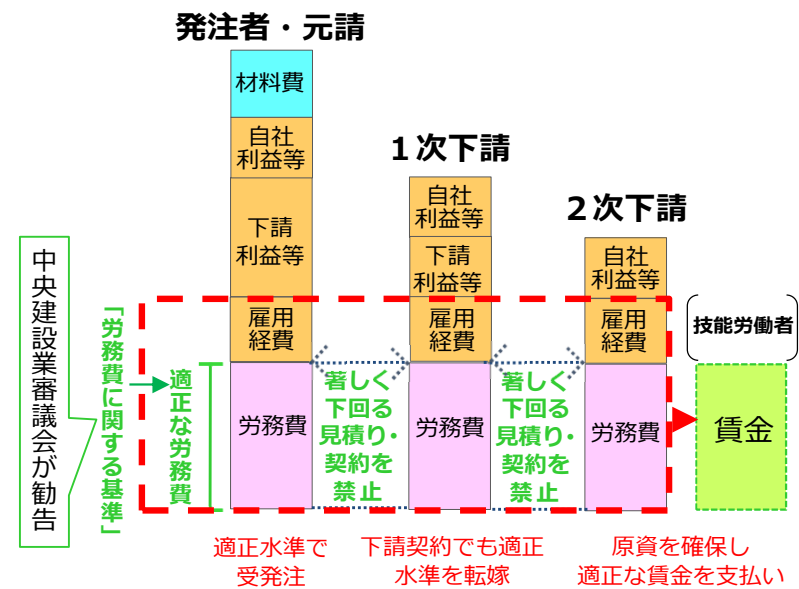 発注者・元請
材料費
自社
利益等
下請
利益等
雇用
経費
労務費
１次下請
自社
利益等
下請
利益等
雇用
経費
労務費
２次下請
自社
利益等
雇用
経費
労務費
中央建設業審議会が勧告
「労務費に関する基準」
適正な労務費
著しく
下回る
見積り・
契約を
禁止
著しく
下回る
見積り・
契約を
禁止
技能労働者
賃金
適正水準で
受発注
下請契約でも適正
水準を転嫁
原資を確保し
適正な賃金を支払い